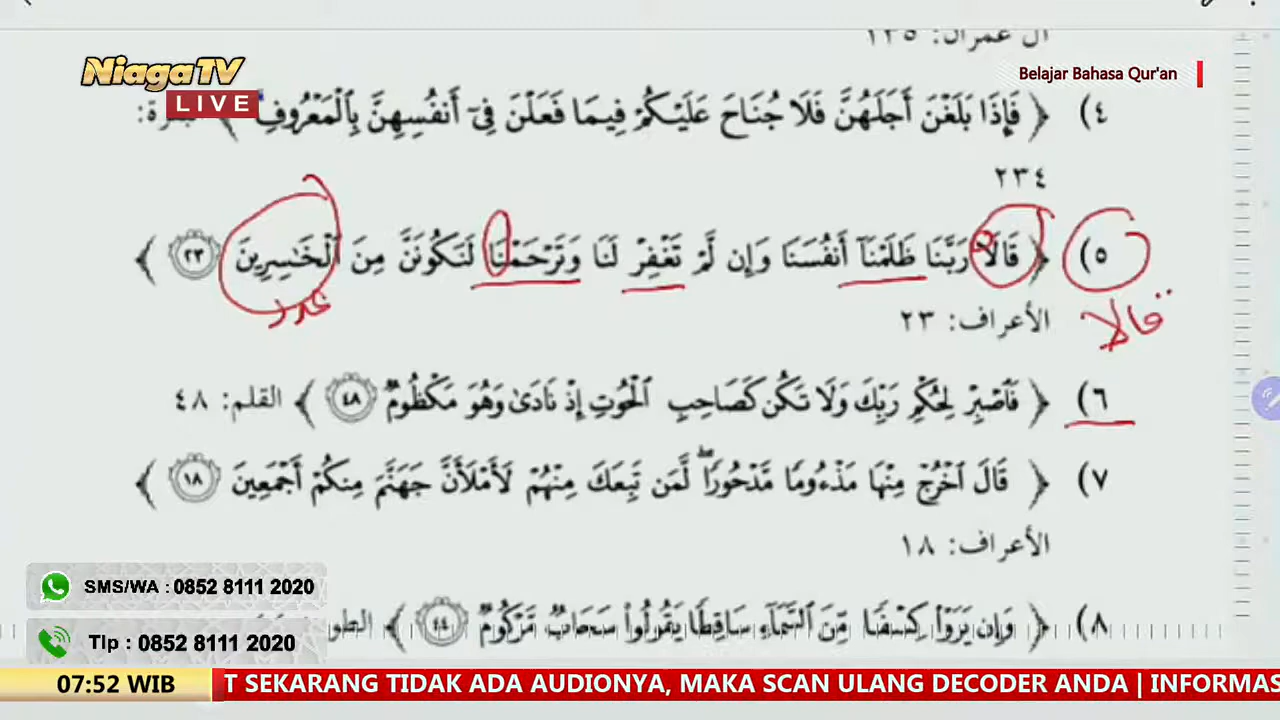 آل عمران: ١٣٥
NiagaTV
LIVE
Belajar Bahasa Qur'an
٤) ﴿ فَإِذَا بَلَغْنَ أَجَلَهُنَّ فَلَا جُنَاحَ عَلَيْكُمْ فِيمَا فَعَلْنَ فِىٓ أَنفُسِهِنَّ بِٱلْمَعْرُوفِ ﴾
٢٣٤
٥) ﴿ قَالَا رَبَّنَا ظَلَمْنَآ أَنفُسَنَا وَإِن لَّمْ تَغْفِرْ لَنَا وَتَرْحَمْنَا لَنَكُونَنَّ مِنَ ٱلْخَٰسِرِينَ ٢٣ ﴾
الأعراف: ٢٣
قالا
٦) ﴿ فَٱصْبِرْ لِحُكْمِ رَبِّكَ وَلَا تَكُن كَصَاحِبِ ٱلْحُوتِ إِذْ نَادَىٰ وَهُوَ مَكْظُومٌ ٤٨ ﴾ القلم: ٤٨
٧) ﴿ قَالَ ٱخْرُجْ مِنْهَا مَذْءُومًا مَّدْحُورًا ۖ لَّمَن تَبِعَكَ مِنْهُمْ لَأَمْلَأَنَّ جَهَنَّمَ مِنكُمْ أَجْمَعِينَ ١٨ ﴾
الأعراف: ١٨
٨) ﴿ وَإِن يَرَوْا۟ كِسْفًا مِّنَ ٱلسَّمَآءِ سَاقِطًا يَقُولُوا۟ سَحَابٌ مَّرْكُومٌ ٤٤ ﴾
SMS/WA : 0852 8111 2020
Tlp : 0852 8111 2020
07:52 WIB
T SEKARANG TIDAK ADA AUDIONYA, MAKA SCAN ULANG DECODER ANDA | INFORMAS